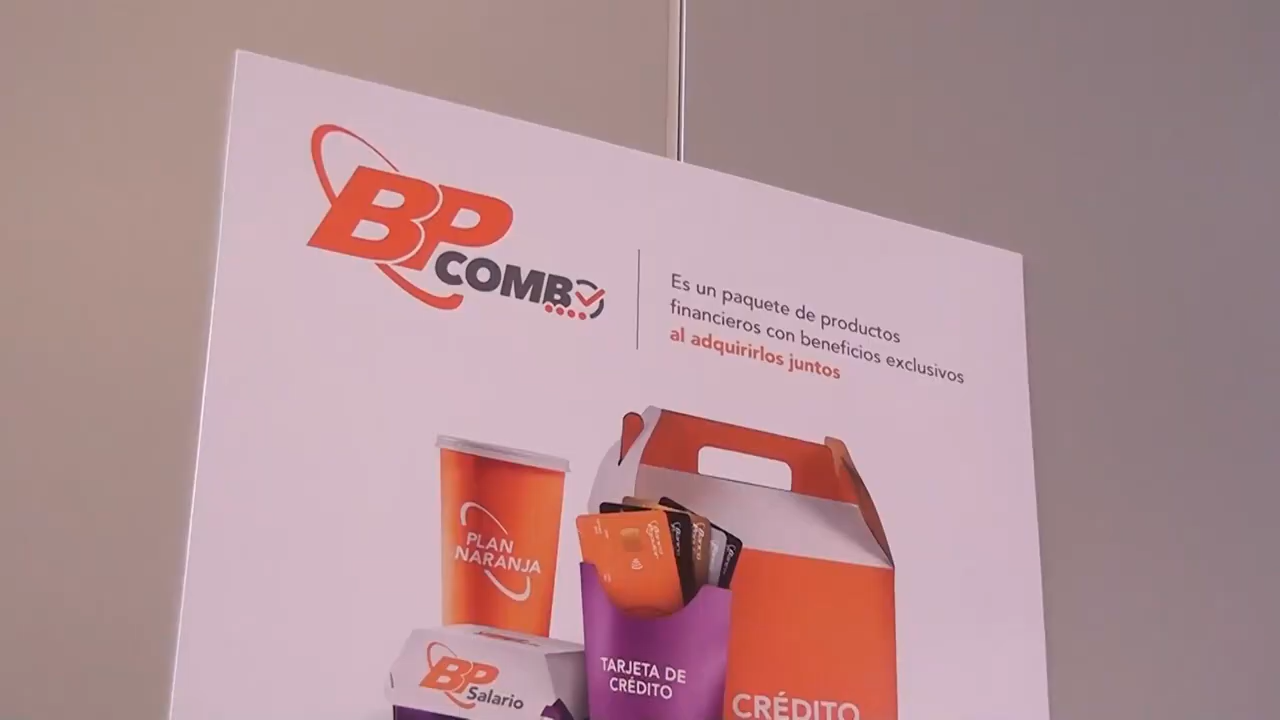 BP
COMBO
Es un paquete de productos
financieros con beneficios exclusivos
al adquirirlos juntos
PLAN
NARANJA
BP
Salario
TARJETA DE
CRÉDITO
CRÉDITO